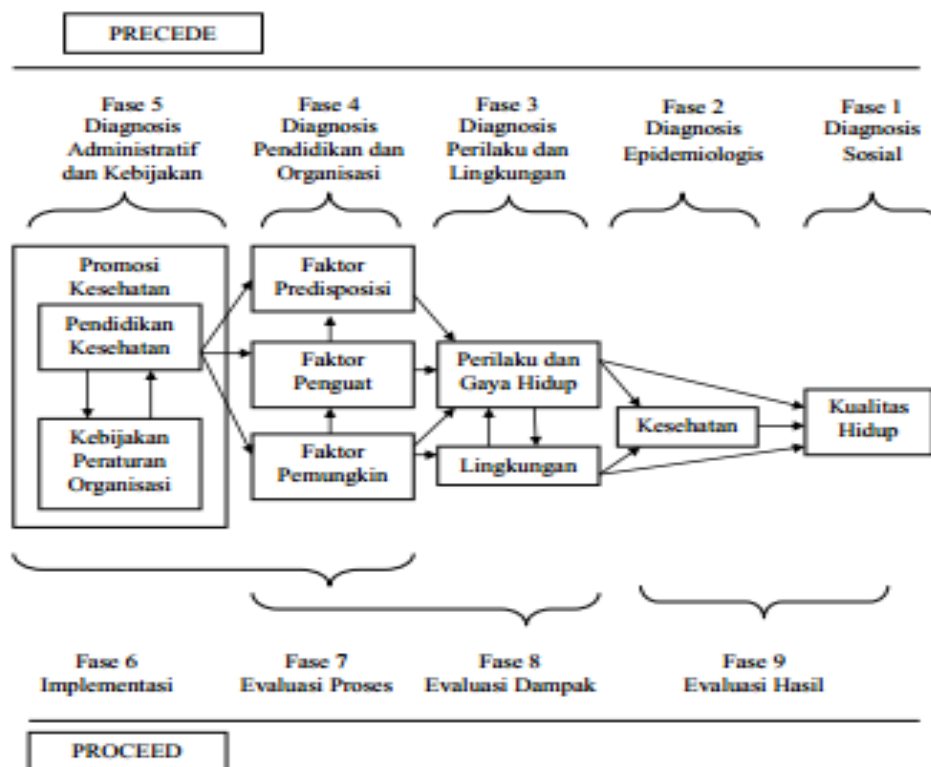 PRECEDE
Fase 5
Diagnosis
Administratif
dan Kebijakan
Fase 4
Diagnosis
Pendidikan dan
Organisasi
Fase 3
Diagnosis
Perilaku dan
Lingkungan
Fase 2
Diagnosis
Epidemiologis
Fase 1
Diagnosis
Sosial
Promosi
Kesehatan
Pendidikan
Kesehatan
Kebijakan
Peraturan
Organisasi
Faktor
Predisposisi
Faktor
Penguat
Faktor
Pemungkin
Perilaku dan
Gaya Hidup
Lingkungan
Kesehatan
Kualitas
Hidup
Fase 6
Implementasi
Fase 7
Evaluasi Proses
Fase 8
Evaluasi Dampak
Fase 9
Evaluasi Hasil
PROCEED